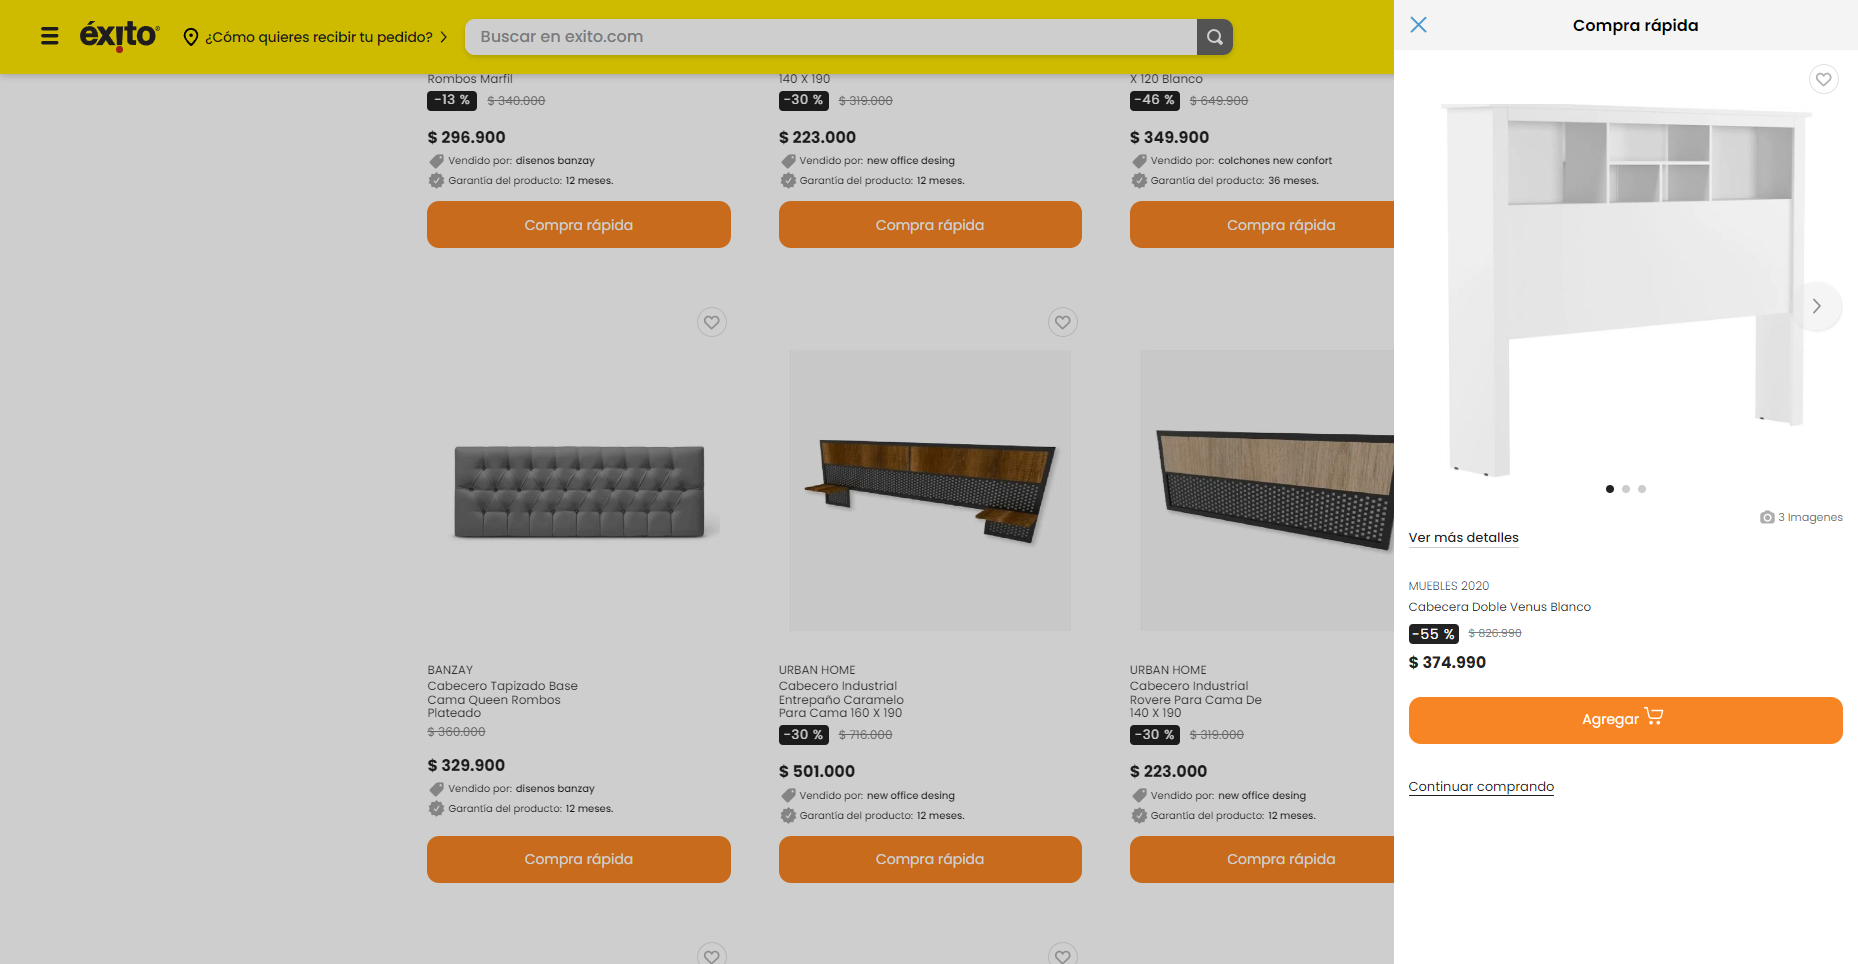 éxito
¿Cómo quieres recibir tu pedido?
Buscar en exito.com
Rombos Marfil
-13 % $ 340.000
$ 296.900
Vendido por: disenos banzay
Garantía del producto: 12 meses.
Compra rápida
140 X 190
-30 % $ 319.000
$ 223.000
Vendido por: new office desing
Garantía del producto: 12 meses.
Compra rápida
X 120 Blanco
-46 % $ 649.900
$ 349.900
Vendido por: colchones new confort
Garantía del producto: 36 meses.
Compra rápida
BANZAY
Cabecero Tapizado Base
Cama Queen Rombos
Plateado
$ 360.000
$ 329.900
Vendido por: disenos banzay
Garantía del producto: 12 meses.
Compra rápida
URBAN HOME
Cabecero Industrial
Entrepaño Caramelo
Para Cama 160 X 190
-30 % $ 716.000
$ 501.000
Vendido por: new office desing
Garantía del producto: 12 meses.
Compra rápida
URBAN HOME
Cabecero Industrial
Rovere Para Cama De
140 X 190
-30 % $ 319.000
$ 223.000
Vendido por: new office desing
Garantía del producto: 12 meses.
Compra rápida
Compra rápida
3 Imagenes
Ver más detalles
MUEBLES 2020
Cabecera Doble Venus Blanco
-55 % $ 826.990
$ 374.990
Agregar
Continuar comprando